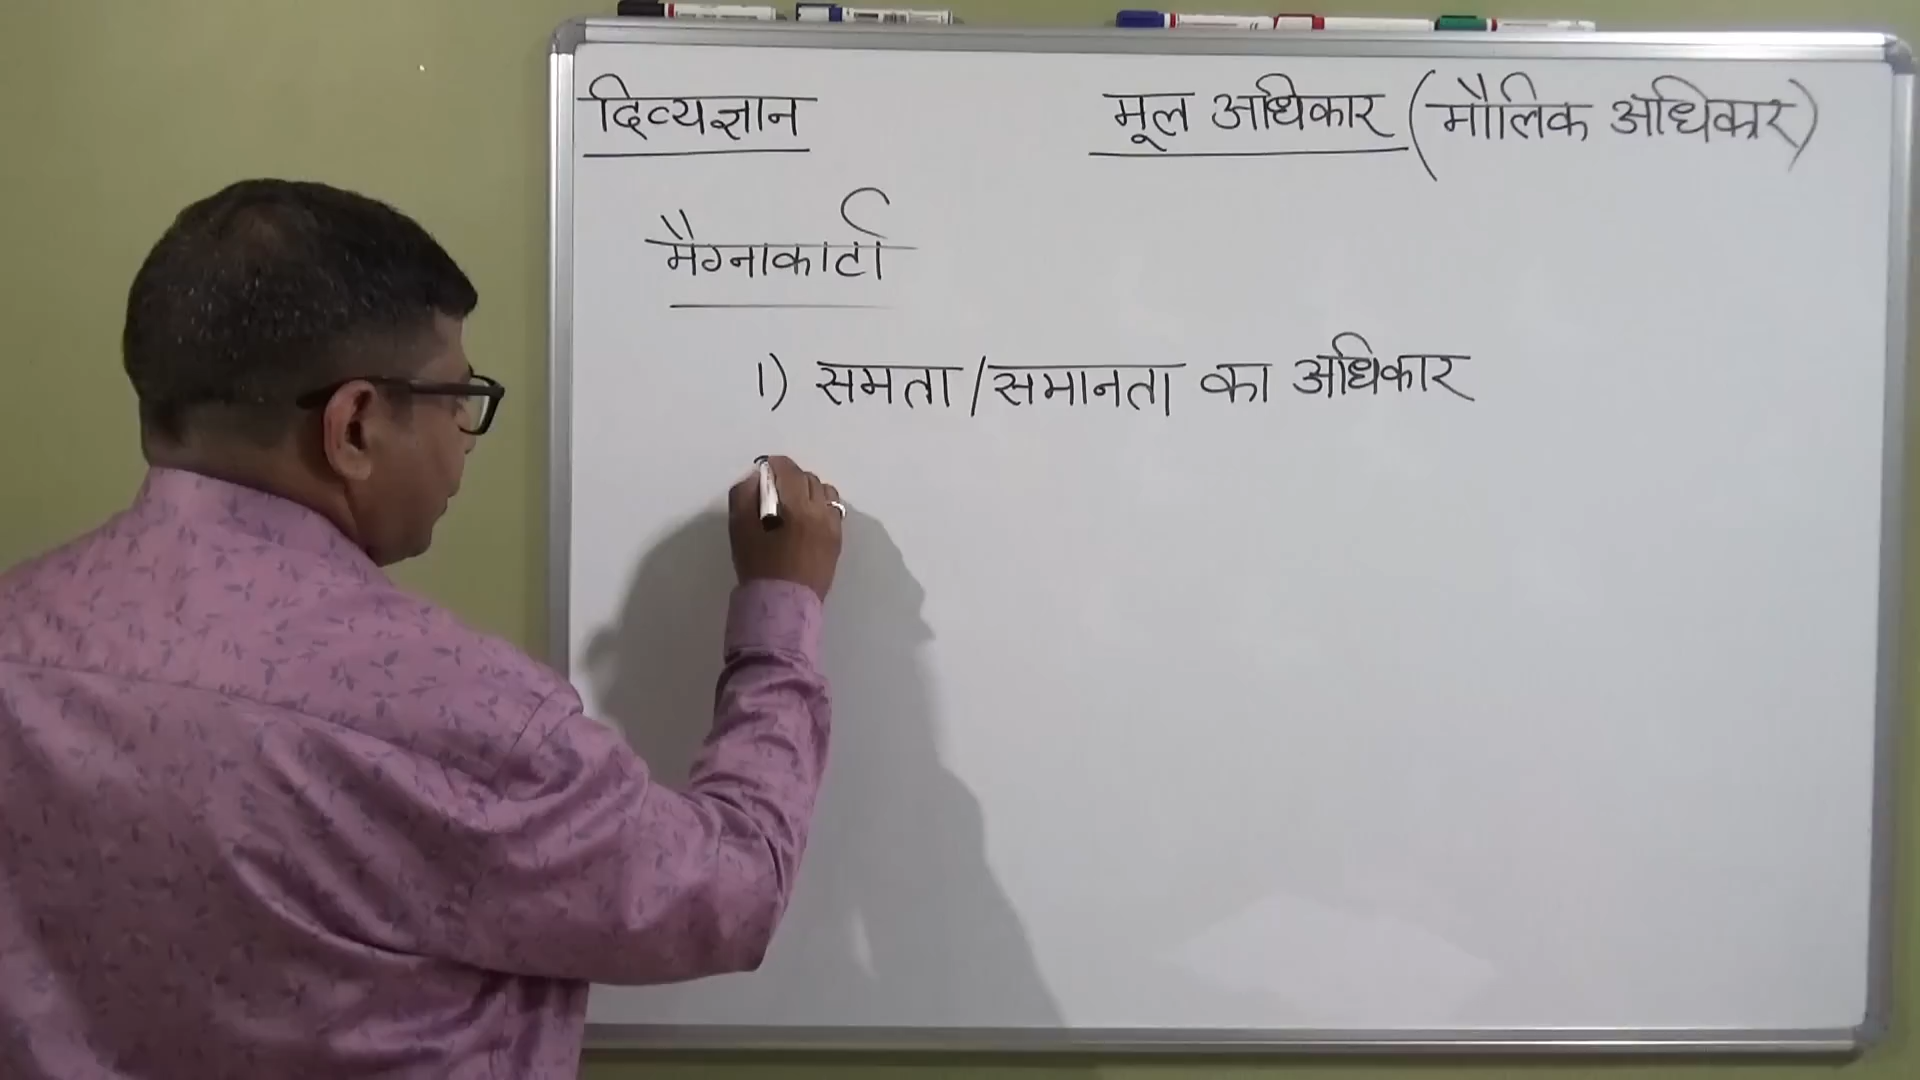 दिव्यज्ञान
मूल अधिकार (मौलिक अधिकार)
मैग्नाकार्टा
1) समता/समानता का अधिकार